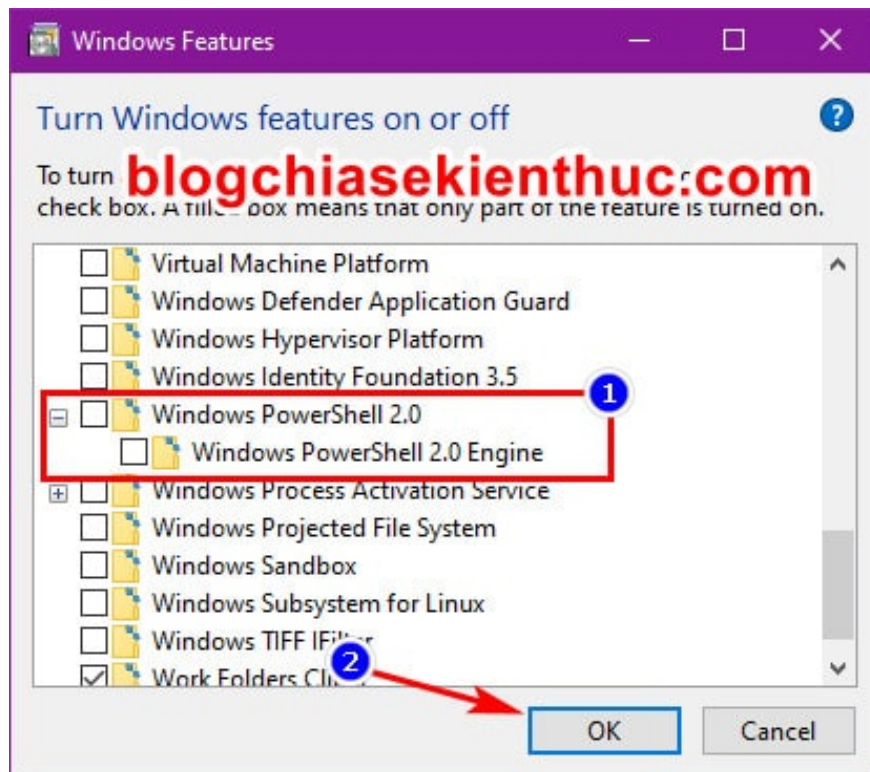 Windows Features
Turn Windows features on or off
?
To turn
blogchiasekienthuc.com
check box. A filled box means that only part of the feature is turned on.
Virtual Machine Platform
Windows Defender Application Guard
Windows Hypervisor Platform
Windows Identity Foundation 3.5
1
Windows PowerShell 2.0
Windows PowerShell 2.0 Engine
Windows Process Activation Service
Windows Projected File System
Windows Sandbox
Windows Subsystem for Linux
Windows TIFF IFilter
2
Work Folders Client
OK Cancel